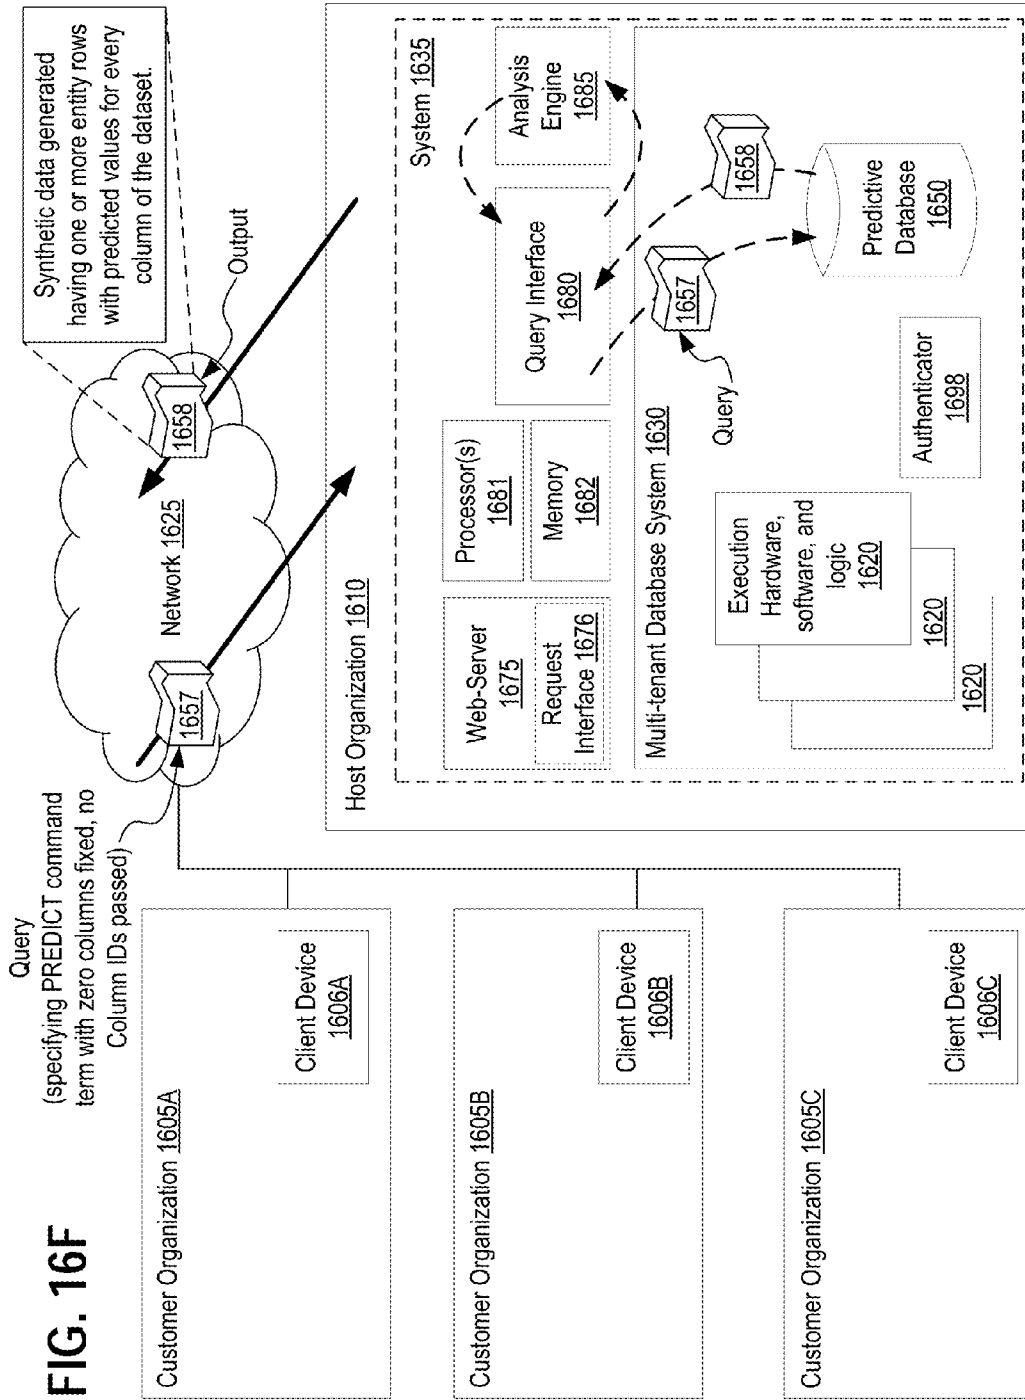 FIG. 16F
Query
(specifying PREDICT command
term with zero columns fixed, no
Column IDs passed)
Customer Organization 1605A
Client Device
1606A
Customer Organization 1605B
Client Device
1606B
Customer Organization 1605C
Client Device
1606C
Network 1625
1657
1658
Output
Synthetic data generated
having one or more entity rows
with predicted values for every
column of the dataset.
Host Organization 1610
System 1635
Web-Server
1675
Request
Interface 1676
Processor(s)
1681
Memory
1682
Query Interface
1680
Analysis
Engine
1685
Multi-tenant Database System 1630
Execution
Hardware,
software, and
logic
1620
1620
1620
Query
1657
1658
Authenticator
1698
Predictive
Database
1650